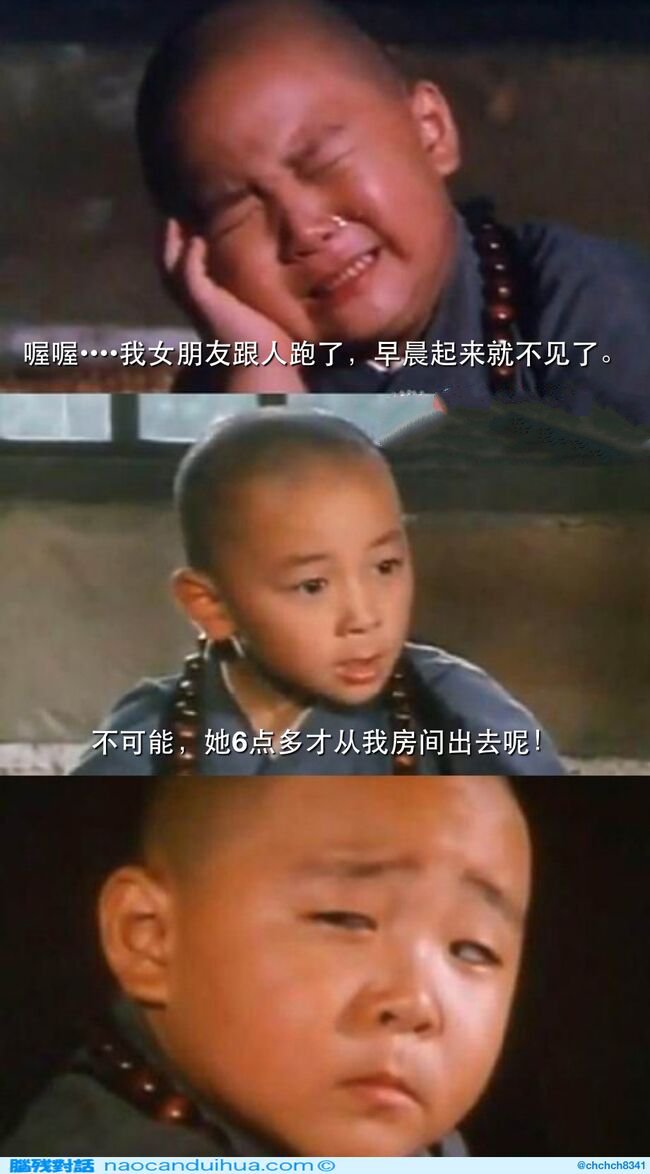 喔喔····我女朋友跟人跑了，早晨起来就不见了。
不可能，她6点多才从我房间出去呢！
腦残對話 naocanduihua.com©
@chchch8341